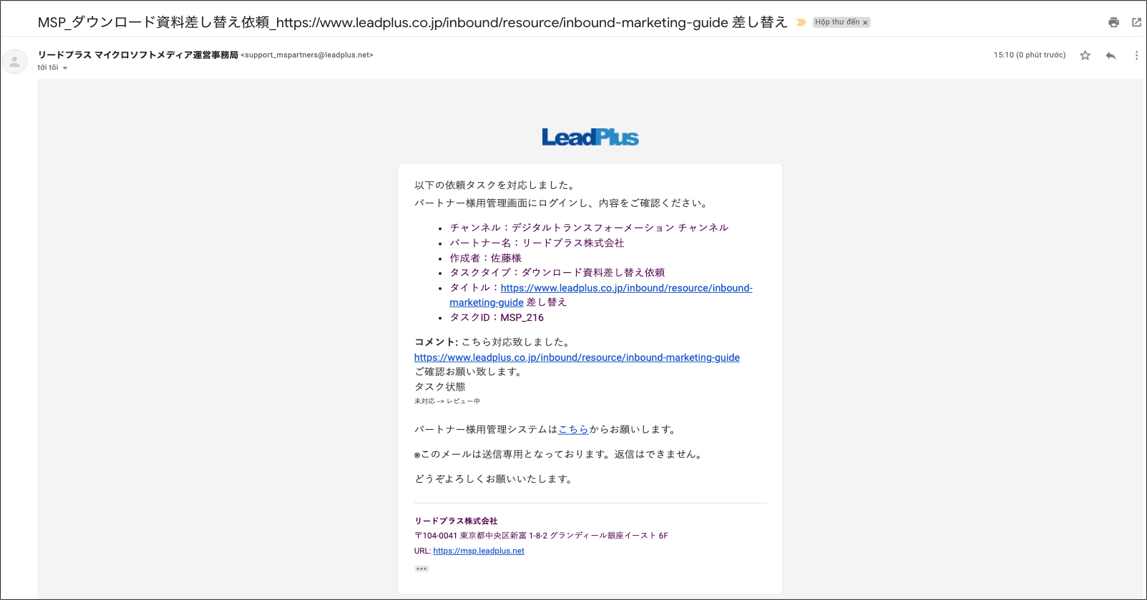 MSP_ダウンロード資料差し替え依頼_https://www.leadplus.co.jp/inbound/resource/inbound-marketing-guide 差し替え
Hộp thư đến ×
リードプラス マイクロソフトメディア運営事務局 <support_mspartners@leadplus.net>
15:10 (0 phút trước)
tới tôi
LeadPlus
以下の依頼タスクを対応しました。
パートナー様用管理画面にログインし、内容をご確認ください。
• チャンネル：デジタルトランスフォーメーション チャンネル
• パートナー名：リードプラス株式会社
• 作成者：佐藤様
• タスクタイプ：ダウンロード資料差し替え依頼
• タイトル：https://www.leadplus.co.jp/inbound/resource/inbound-
marketing-guide 差し替え
• タスクID：MSP_216
コメント: こちら対応致しました。
https://www.leadplus.co.jp/inbound/resource/inbound-marketing-guide
ご確認お願い致します。
タスク状態
未対応 --> レビュー中
パートナー様用管理システムはこちらからお願いします。
※このメールは送信専用となっております。返信はできません。
どうぞよろしくお願いいたします。
リードプラス株式会社
〒104-0041 東京都中央区新富 1-8-2 グランディール銀座イースト 6F
URL: https://msp.leadplus.net